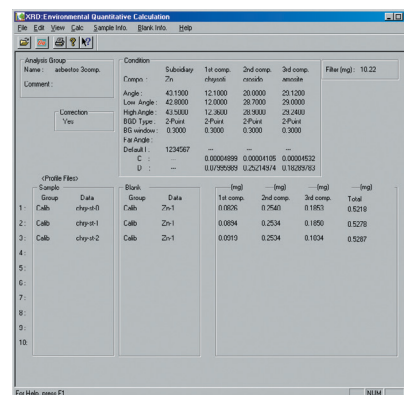 XRD:Environmental Quantitative Calculation
File Edit View Calc Sample Info. Blank Info. Help
Analysis Group
Name : asbestos 3comp.
Comment :
Correction
Yes
Condition
Subsidiary 1st comp. 2nd comp. 3rd comp.
Compo. : Zn chrysoti crosido amosite
Angle : 43.1900 12.1000 28.8000 29.1200
Low Angle : 42.8000 12.0000 28.7000 29.0000
High Angle : 43.5000 12.3600 28.9000 29.2400
BGD Type : 2-Point 2-Point 2-Point 2-Point
BG window : 0.3000 0.3000 0.3000 0.3000
Far Angle :
Default I. : 1234567 --- --- ---
C : --- 0.00004899 0.00004105 0.00004532
D : --- 0.07995989 0.25214974 0.18289783
Filter (mg) : 10.22
<Profile Files>
Sample Blank (mg) (mg) (mg) (mg)
Group Data Group Data 1st comp. 2nd comp. 3rd comp. Total
1 : Calib chry-st-0 Calib Zn-1 0.0826 0.2540 0.1853 0.5218
2 : Calib chry-st-1 Calib Zn-1 0.0894 0.2534 0.1850 0.5278
3 : Calib chry-st-2 Calib Zn-1 0.0919 0.2534 0.5287
4 :
5 :
6 :
7 :
8 :
9 :
10:
For Help, press F1 NUM